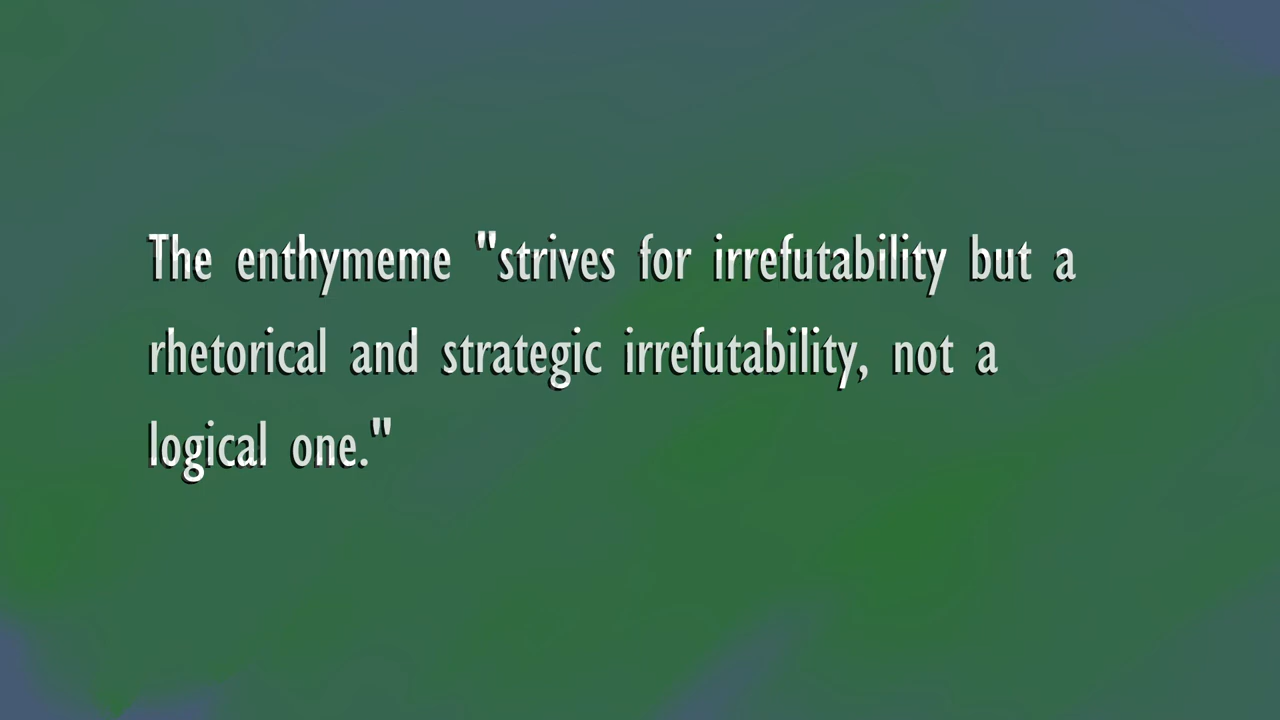 The enthymeme "strives for irrefutability but a
rhetorical and strategic irrefutability, not a
logical one."